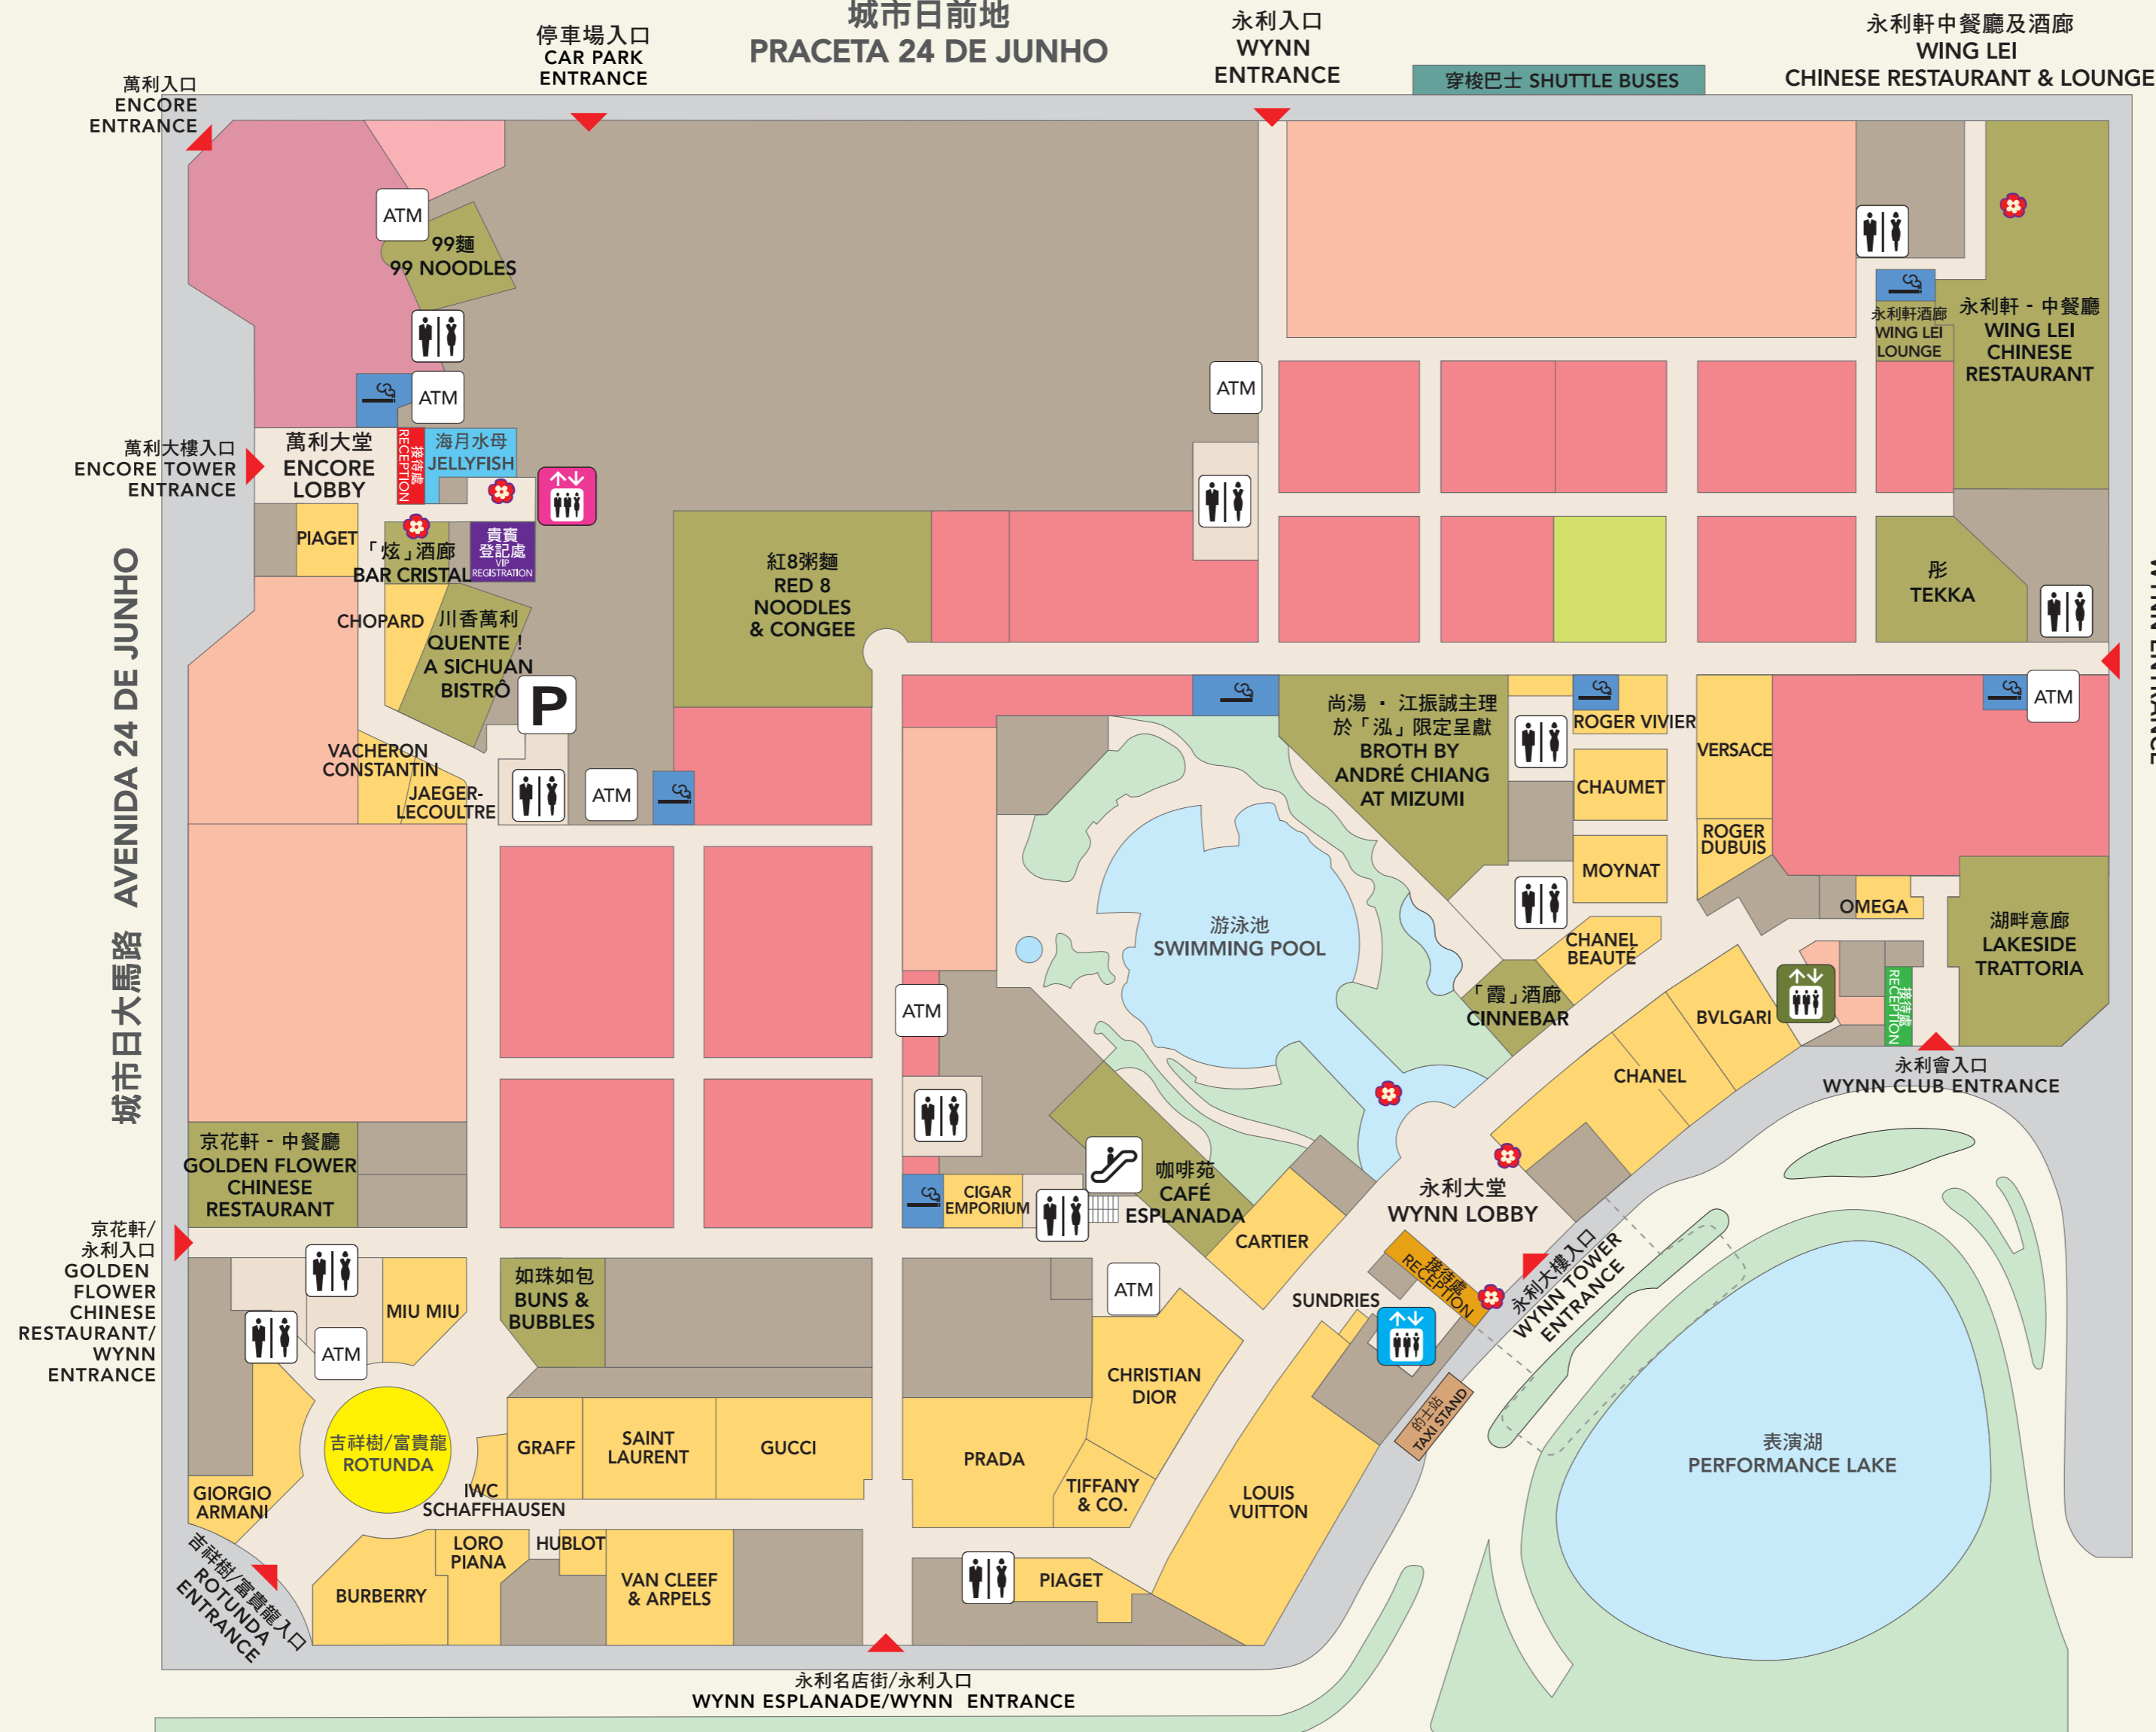 城市日前地
PRACETA 24 DE JUNHO
停車場入口
CAR PARK
ENTRANCE
永利入口
WYNN
ENTRANCE
穿梭巴士 SHUTTLE BUSES
永利軒中餐廳及酒廊
WING LEI
CHINESE RESTAURANT & LOUNGE
萬利入口
ENCORE
ENTRANCE
ATM
99麵
99 NOODLES
ATM
ATM
永利軒酒廊
WING LEI
LOUNGE
永利軒 - 中餐廳
WING LEI
CHINESE
RESTAURANT
萬利大樓入口
ENCORE TOWER
ENTRANCE
萬利大堂
ENCORE
LOBBY
接待處
RECEPTION
海月水母
JELLYFISH
PIAGET
「炫」酒廊
BAR CRISTAL
貴賓
登記處
VIP
REGISTRATION
CHOPARD
川香萬利
QUENTE !
A SICHUAN
BISTRÔ
P
紅8粥麵
RED 8
NOODLES
& CONGEE
彤
TEKKA
VACHERON
CONSTANTIN
JAEGER-
LECOULTRE
ATM
尚湯 · 江振誠主理
於「泓」限定呈獻
BROTH BY
ANDRÉ CHIANG
AT MIZUMI
ROGER VIVIER
CHAUMET
MOYNAT
VERSACE
ROGER
DUBUIS
ATM
OMEGA
湖畔意廊
LAKESIDE
TRATTORIA
游泳池
SWIMMING POOL
CHANEL
BEAUTÉ
「霞」酒廊
CINNEBAR
BVLGARI
CHANEL
接待處
RECEPTION
永利會入口
WYNN CLUB ENTRANCE
城市日大馬路 AVENIDA 24 DE JUNHO
ATM
京花軒 - 中餐廳
GOLDEN FLOWER
CHINESE
RESTAURANT
CIGAR
EMPORIUM
咖啡苑
CAFÉ
ESPLANADA
CARTIER
永利大堂
WYNN LOBBY
接待處
RECEPTION
永利大樓入口
WYNN TOWER
ENTRANCE
SUNDRIES
京花軒/
永利入口
GOLDEN
FLOWER
CHINESE
RESTAURANT/
WYNN
ENTRANCE
ATM
MIU MIU
如珠如包
BUNS &
BUBBLES
ATM
CHRISTIAN
DIOR
的士站
TAXI STAND
吉祥樹/富貴龍
ROTUNDA
GIORGIO
ARMANI
IWC
SCHAFFHAUSEN
GRAFF
SAINT
LAURENT
GUCCI
PRADA
TIFFANY
& CO.
LOUIS
VUITTON
表演湖
PERFORMANCE LAKE
吉祥樹/富貴龍入口
ROTUNDA
ENTRANCE
BURBERRY
LORO
PIANA
HUBLOT
VAN CLEEF
& ARPELS
PIAGET
永利名店街/永利入口
WYNN ESPLANADE/WYNN ENTRANCE